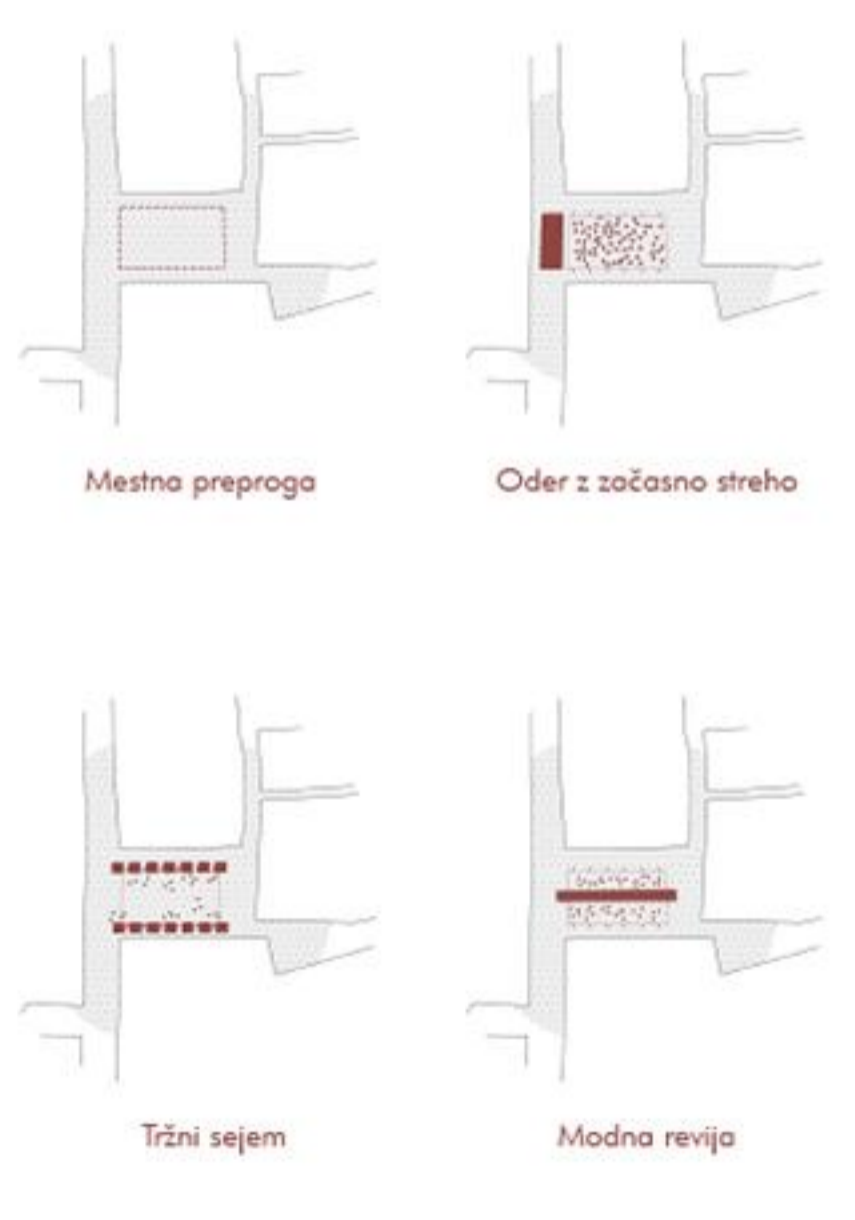 Mestna preproga
Oder z začasno streho
Tržni sejem
Modna revija